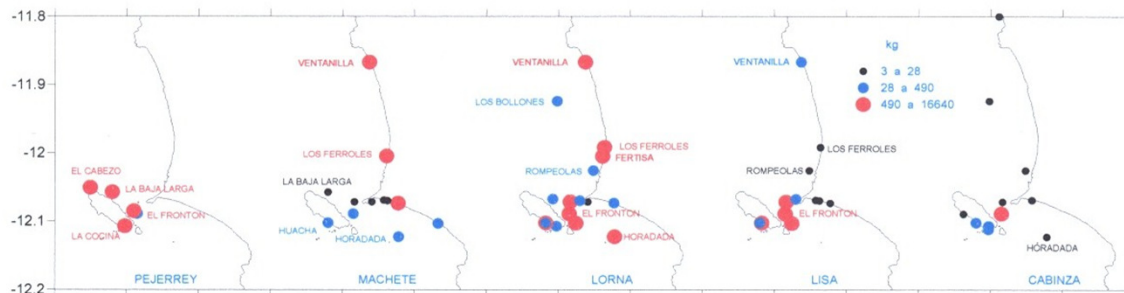 -11.8
-11.9
-12
-12.1
-12.2
EL CABEZO
LA BAJA LARGA
EL FRONTON
LA COCINA
PEJERREY
VENTANILLA
LOS FERROLES
LA BAJA LARGA
HUACHA
HORADADA
MACHETE
VENTANILLA
LOS BOLLONES
LOS FERROLES
FERTISA
ROMPEOLAS
EL FRONTON
HORADADA
LORNA
VENTANILLA
LOS FERROLES
ROMPEOLAS
EL FRONTON
LISA
kg
3 a 28
28 a 490
490 a 16640
HORADADA
CABINZA